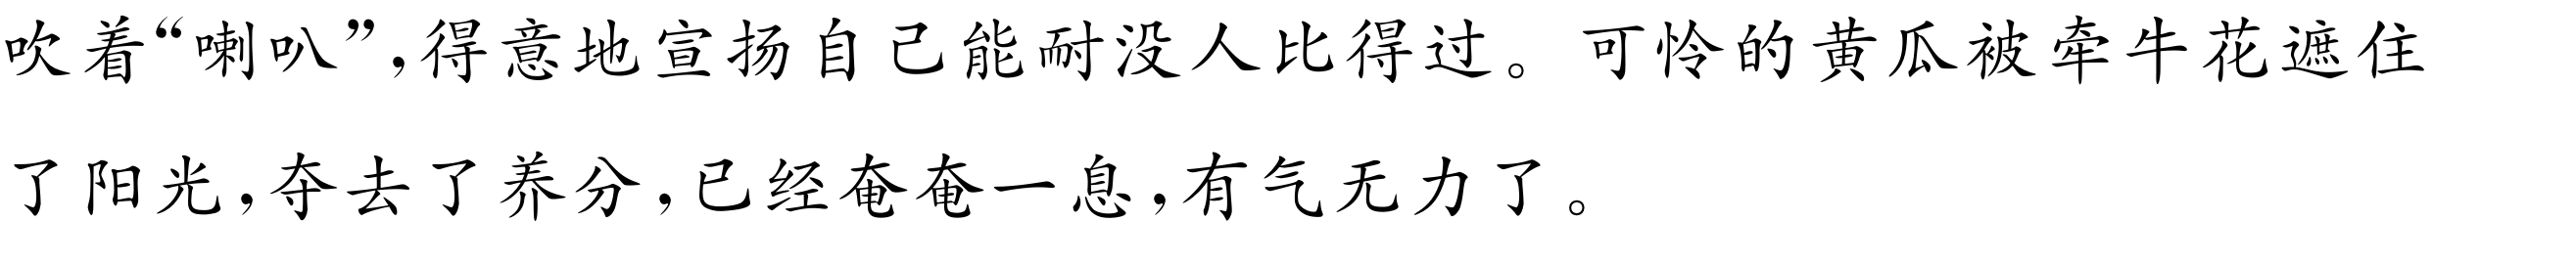 吹着“喇叭”,得意地宣扬自己能耐没人比得过。可怜的黄瓜被牵牛花遮住
了阳光,夺去了养分,已经奄奄一息,有气无力了。